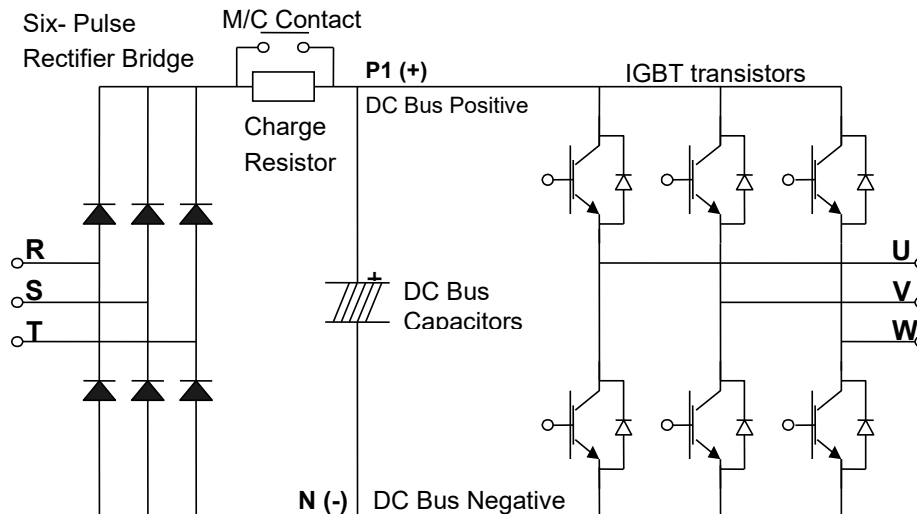 Six- Pulse
Rectifier Bridge
M/C Contact
P1 (+)
IGBT transistors
DC Bus Positive
Charge
Resistor
R
S
T
DC Bus
Capacitors
U
V
W
N (-)
DC Bus Negative